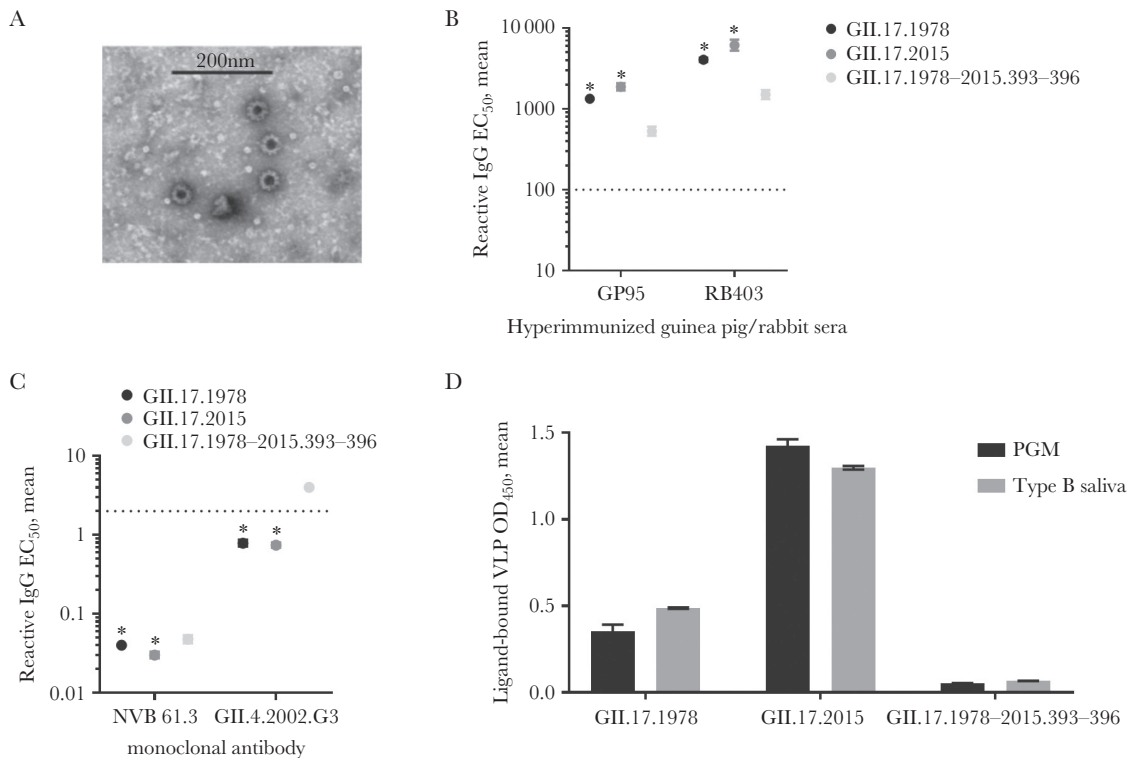 A
200nm
B
Reactive IgG EC50, mean
10 000
1000
100
10
* * * *
GP95 RB403
Hyperimmunized guinea pig/rabbit sera
GII.17.1978
GII.17.2015
GII.17.1978–2015.393–396
C
GII.17.1978
GII.17.2015
GII.17.1978–2015.393–396
Reactive IgG EC50, mean
10
1
0.1
0.01
* * * *
NVB 61.3 GII.4.2002.G3
monoclonal antibody
D
Ligand-bound VLP OD450, mean
1.5
1.0
0.5
0.0
PGM
Type B saliva
GII.17.1978 GII.17.2015 GII.17.1978–2015.393–396